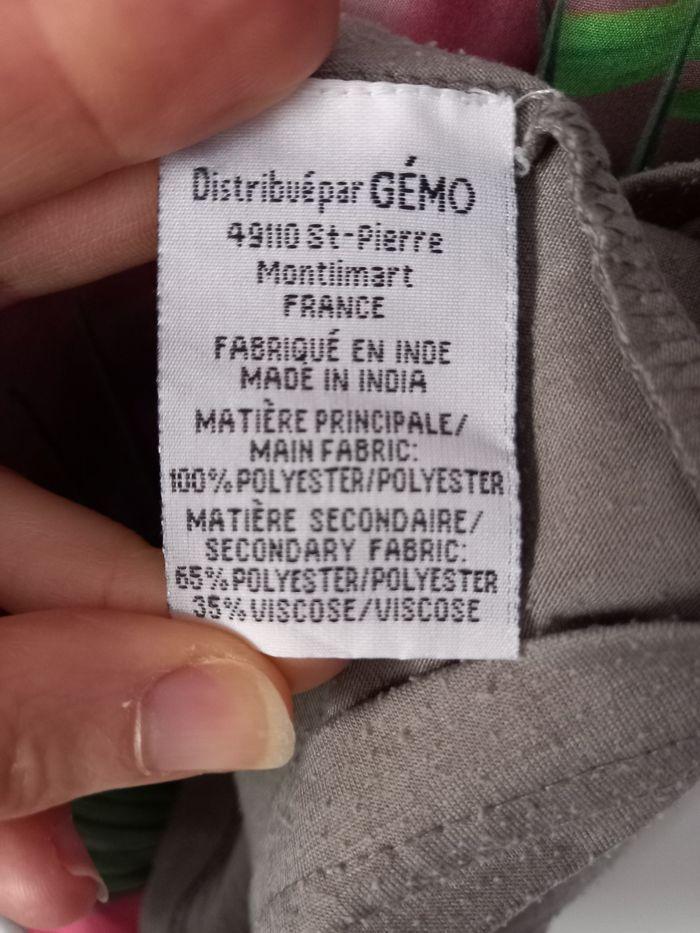 Distribuépar GÉMO
49110 St-Pierre
Montlimart
FRANCE
FABRIQUÉ EN INDE
MADE IN INDIA
MATIÈRE PRINCIPALE/
MAIN FABRIC:
100%POLYESTER/POLYESTER
MATIÈRE SECONDAIRE/
SECONDARY FABRIC:
65%POLYESTER/POLYESTER
35%VISCOSE/VISCOSE